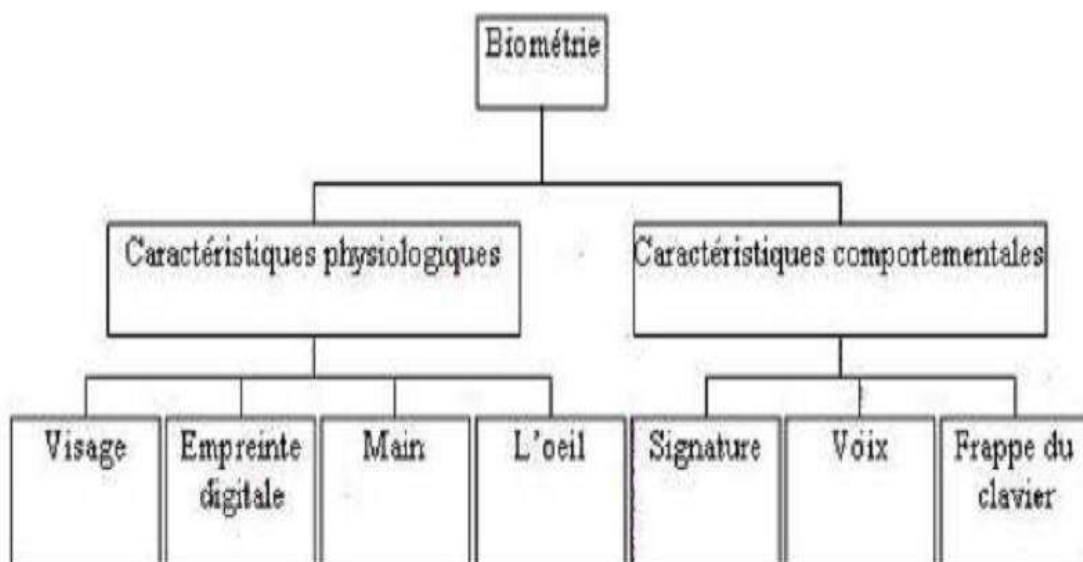 Biométrie
Caractéristiques physiologiques
Caractéristiques comportementales
Visage
Empreinte
digitale
Main
L'oeil
Signature
Voix
Frappe du
clavier